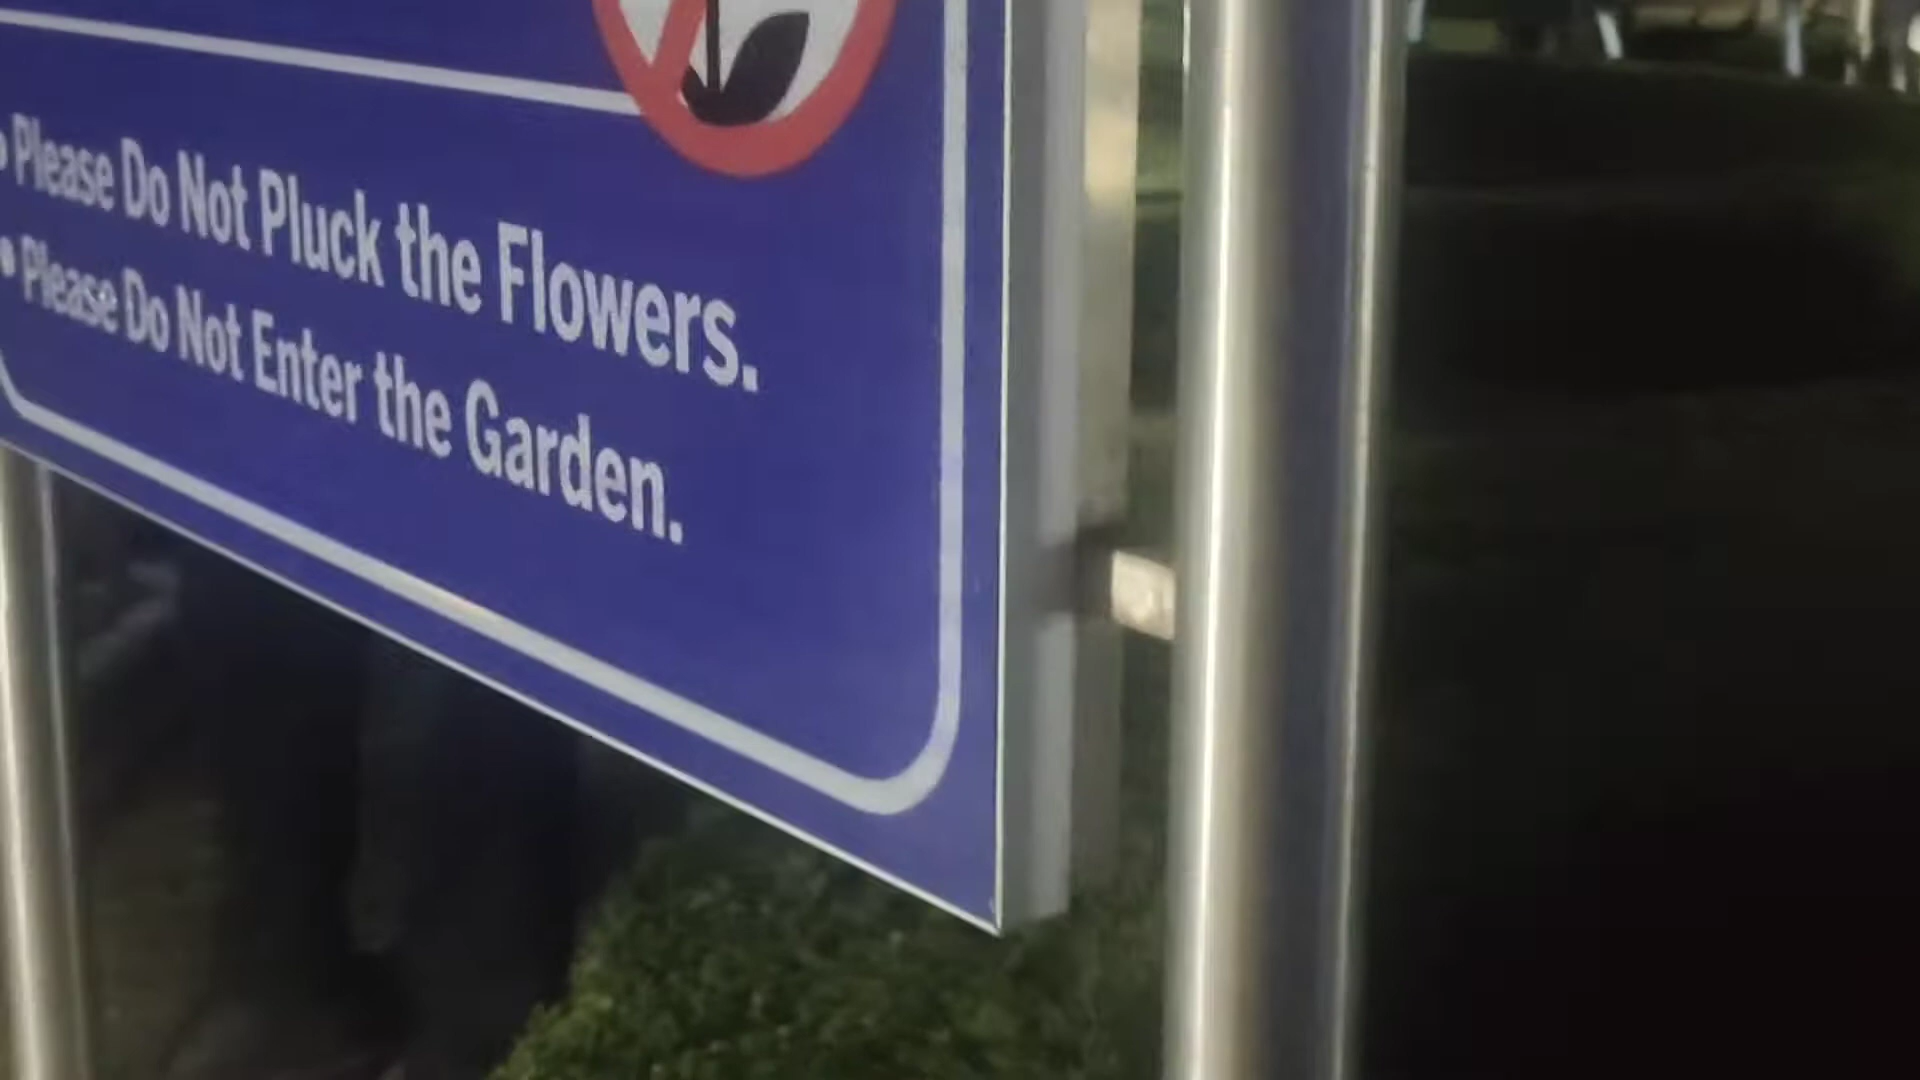 • Please Do Not Pluck the Flowers.
• Please Do Not Enter the Garden.